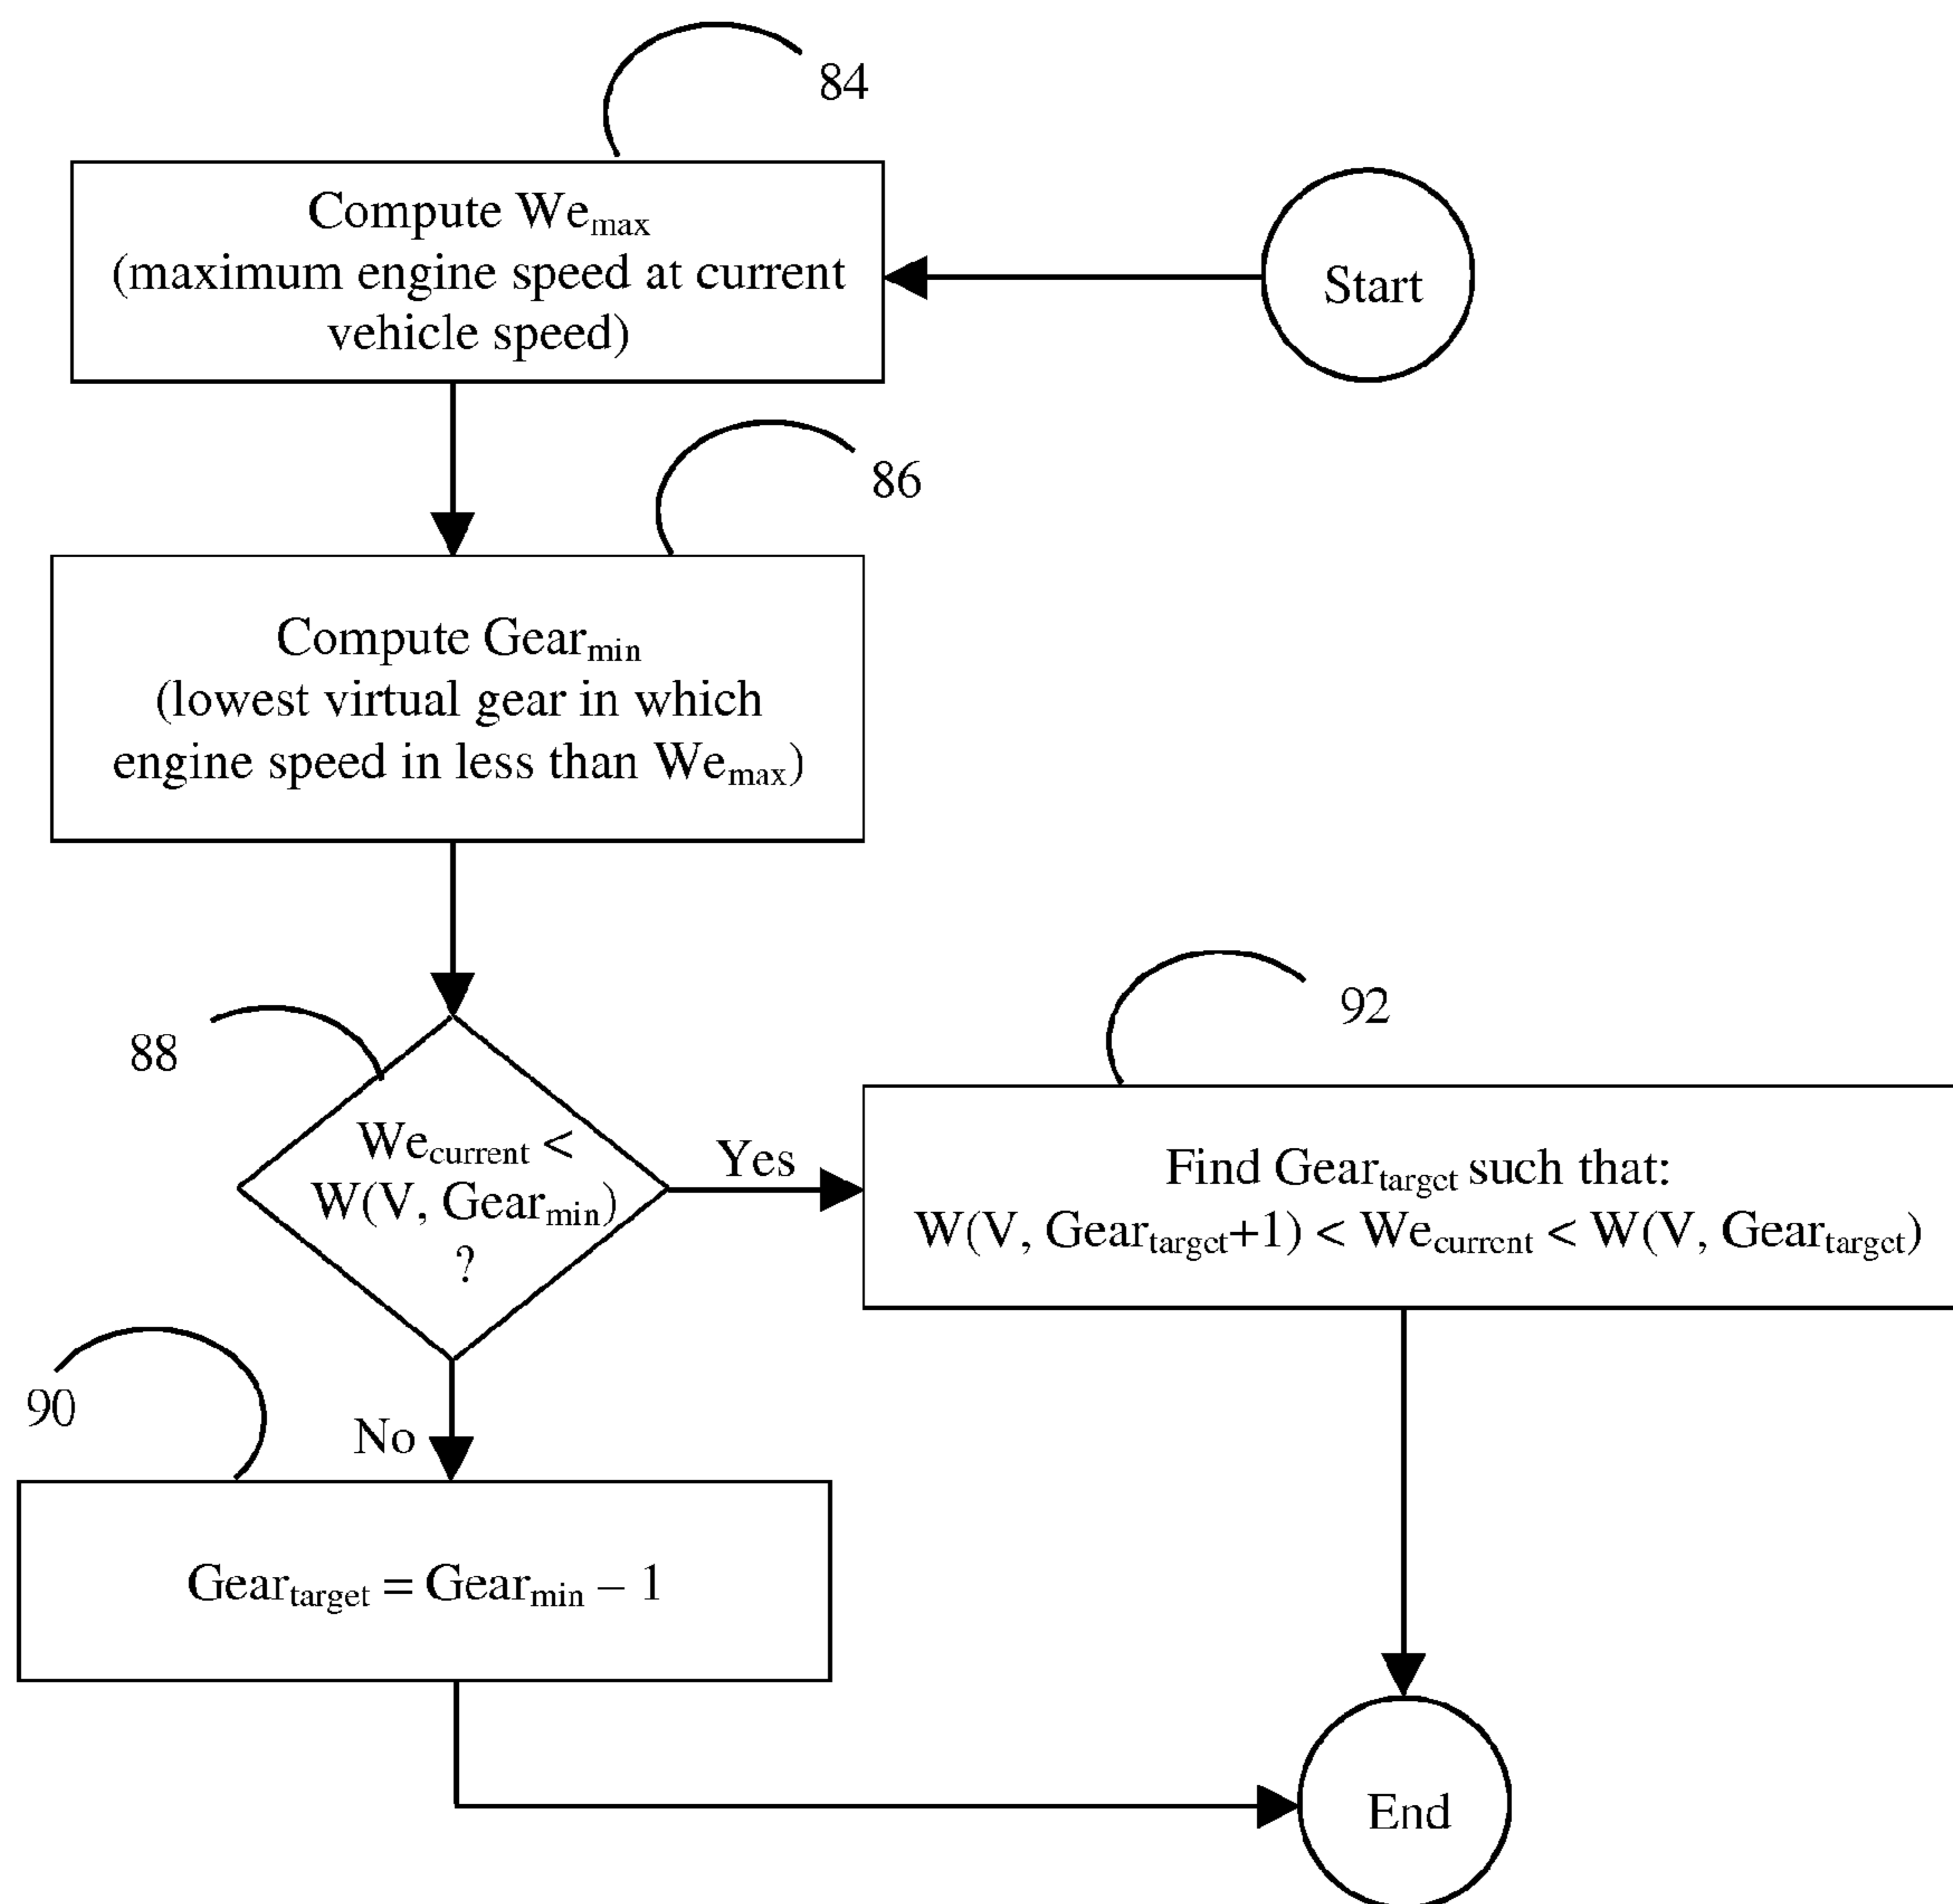 84
Compute We_max
(maximum engine speed at current
vehicle speed)
Start
86
Compute Gear_min
(lowest virtual gear in which
engine speed in less than We_max)
88
We_current <
W(V, Gear_min)
?
Yes
92
Find Gear_target such that:
W(V, Gear_target+1) < We_current < W(V, Gear_target)
90
No
Gear_target = Gear_min – 1
End